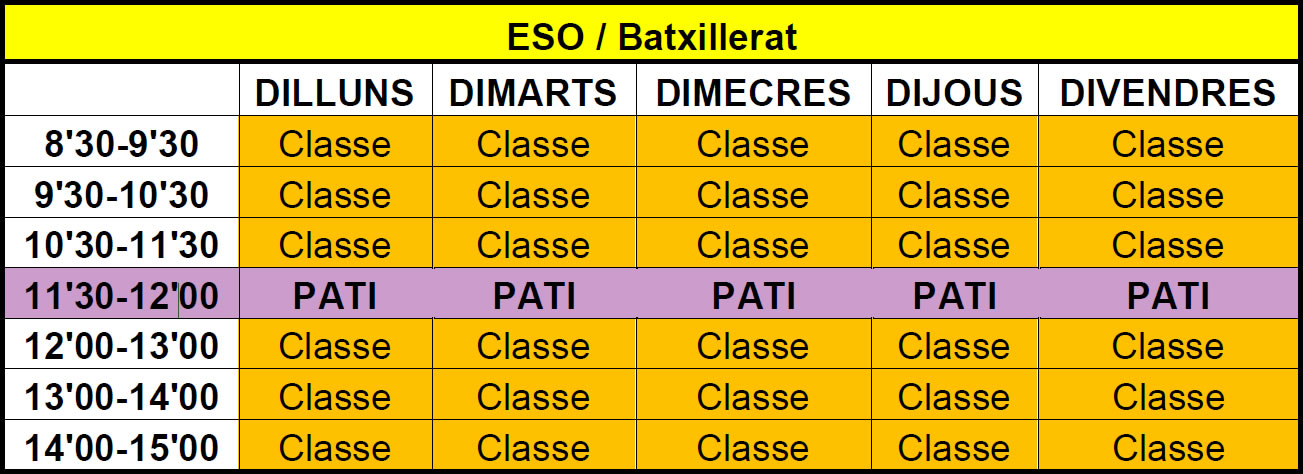 ESO / Batxillerat
DILLUNS DIMARTS DIMECRES DIJOUS DIVENDRES
8'30-9'30 Classe Classe Classe Classe Classe
9'30-10'30 Classe Classe Classe Classe Classe
10'30-11'30 Classe Classe Classe Classe Classe
11'30-12'00 PATI PATI PATI PATI PATI
12'00-13'00 Classe Classe Classe Classe Classe
13'00-14'00 Classe Classe Classe Classe Classe
14'00-15'00 Classe Classe Classe Classe Classe